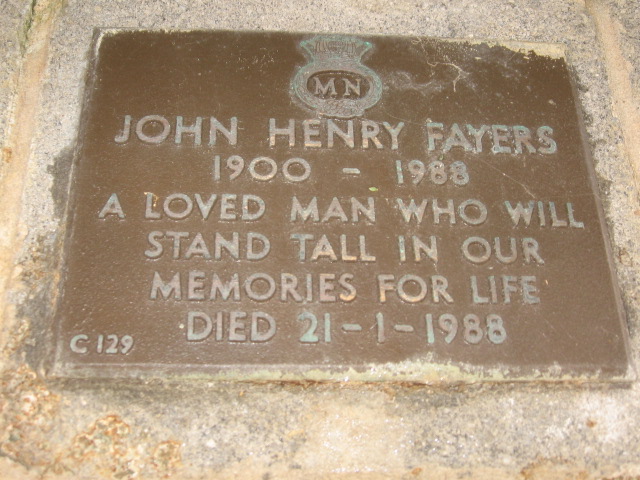 MN
JOHN HENRY FAYERS
1900 - 1988
A LOVED MAN WHO WILL
STAND TALL IN OUR
MEMORIES FOR LIFE
DIED 21-1-1988
C 129